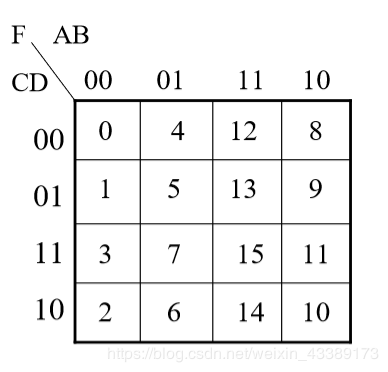 F AB
CD 00 01 11 10
00 0 4 12 8
01 1 5 13 9
11 3 7 15 11
10 2 6 14 10
https://blog.csdn.net/weixin_43389173